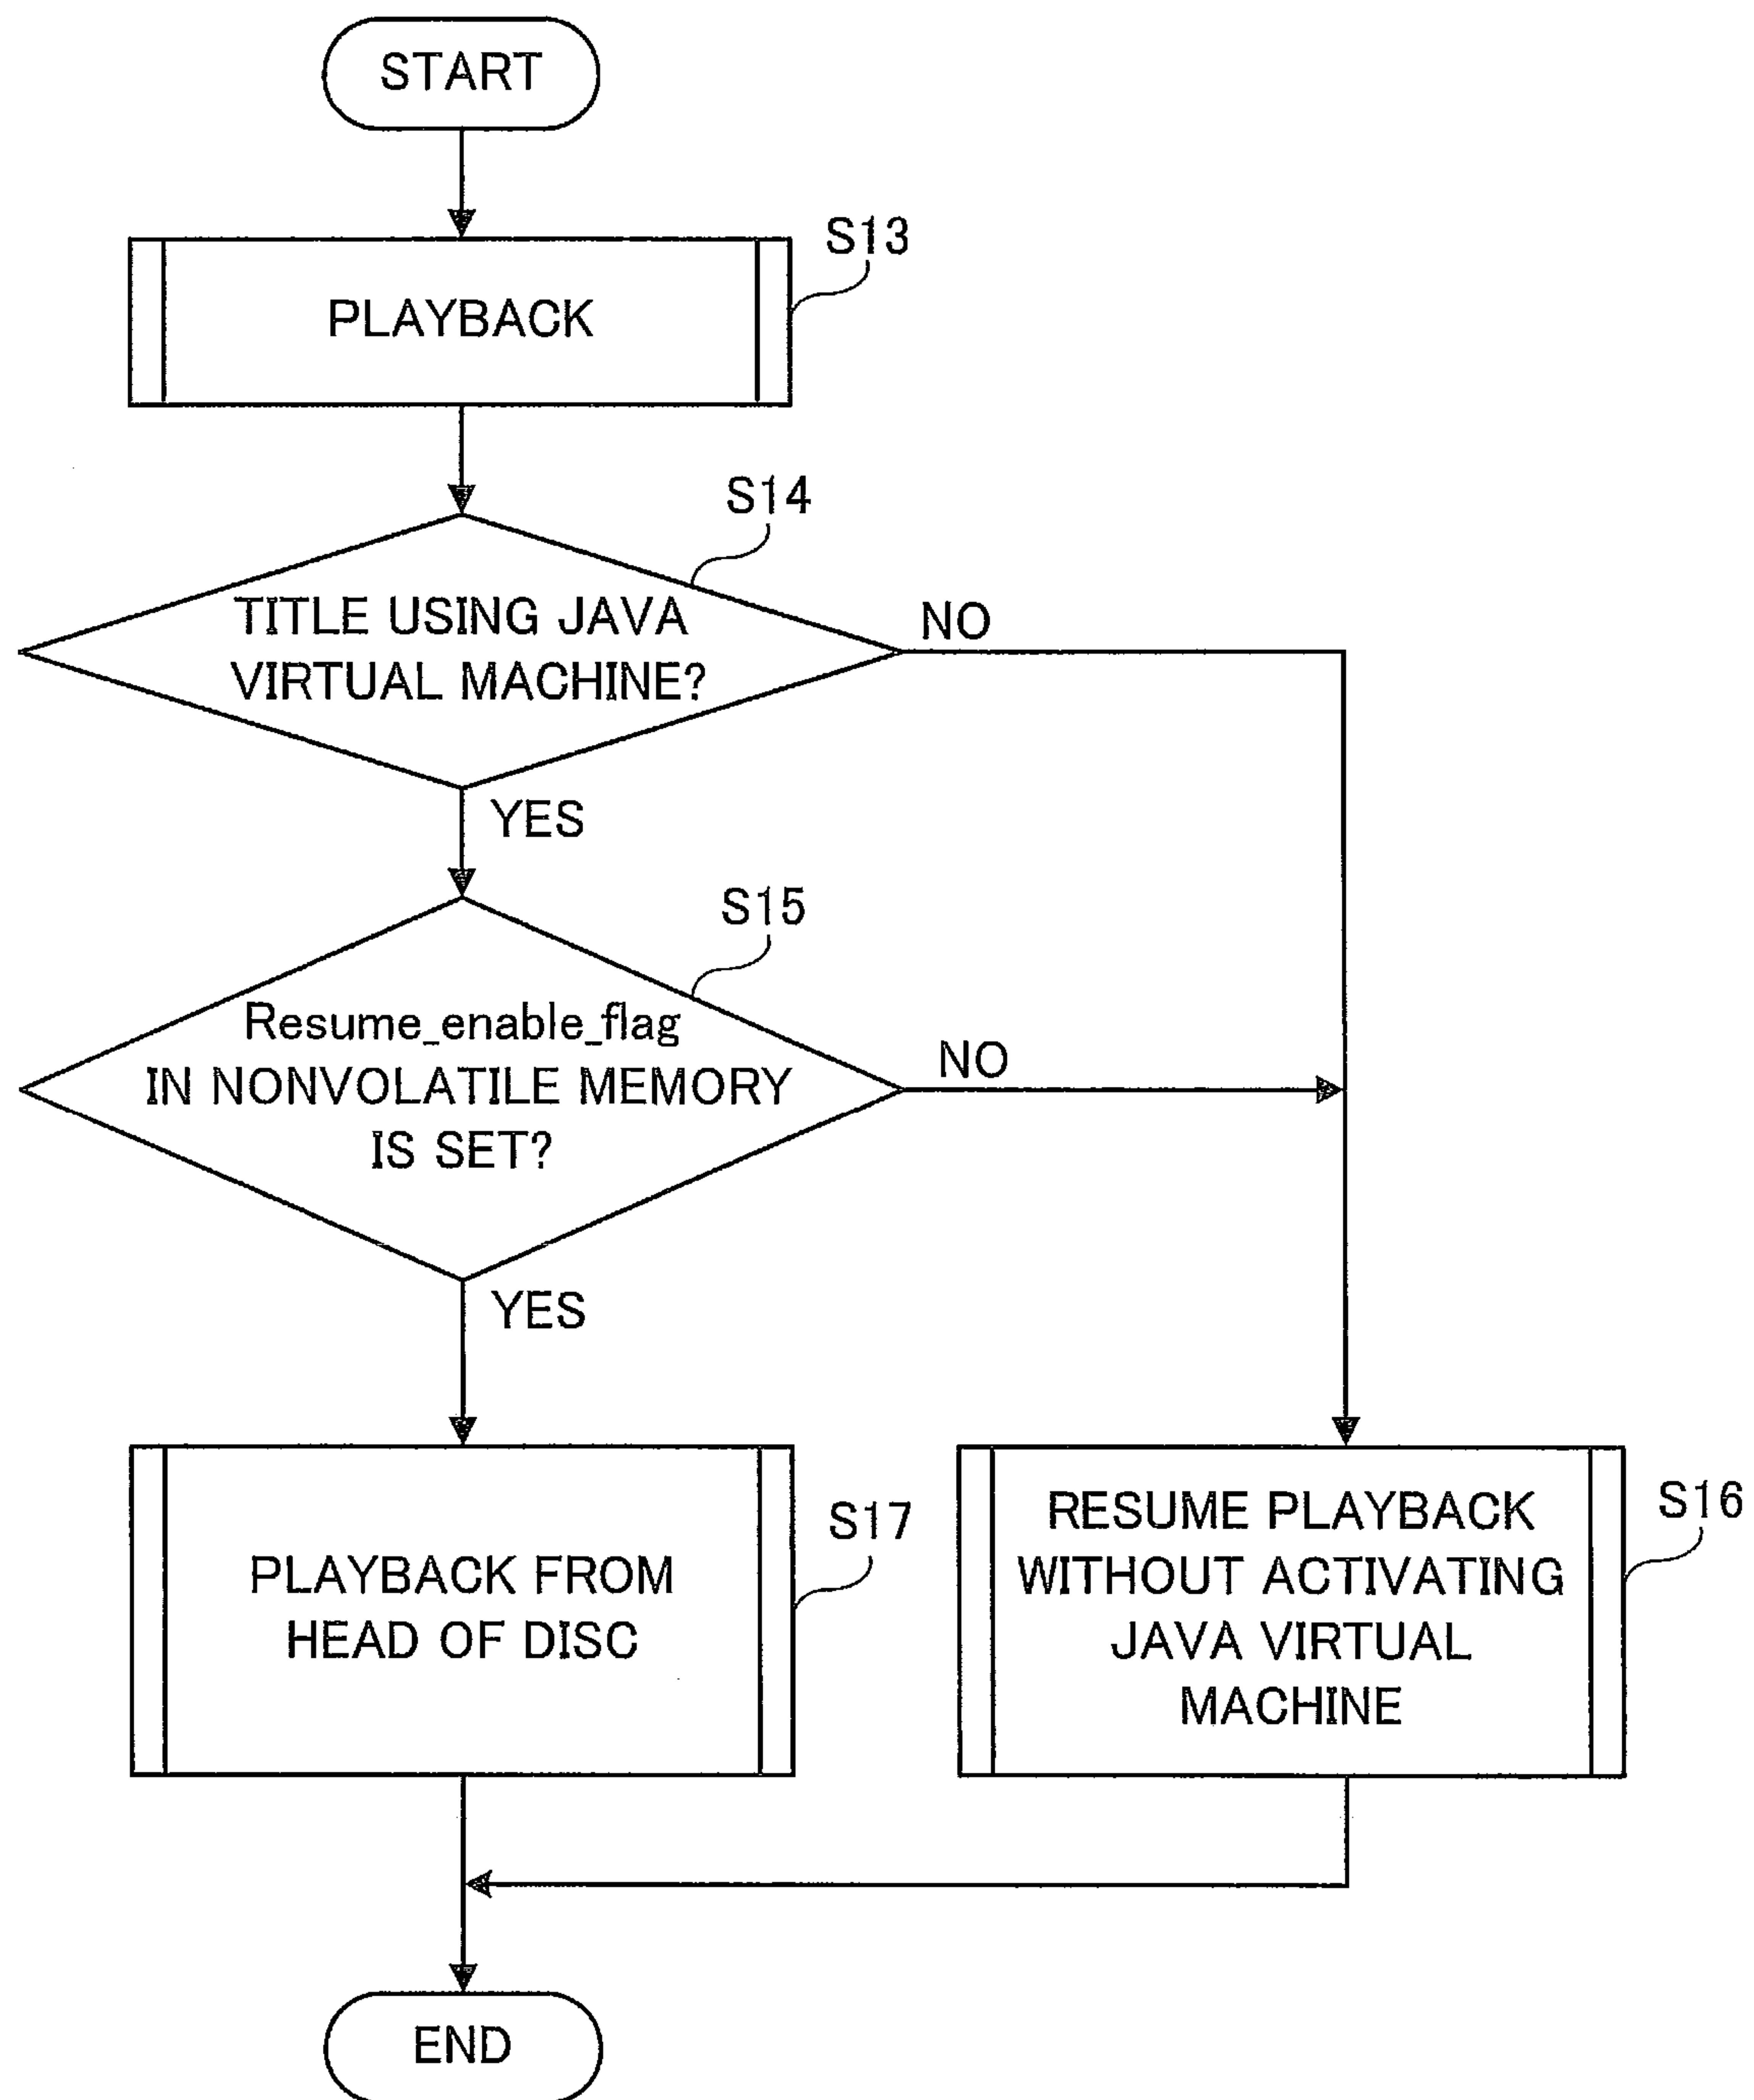 START
S13
PLAYBACK
S14
TITLE USING JAVA
VIRTUAL MACHINE?
NO
YES
S15
Resume_enable_flag
IN NONVOLATILE MEMORY
IS SET?
NO
YES
S17
PLAYBACK FROM
HEAD OF DISC
S16
RESUME PLAYBACK
WITHOUT ACTIVATING
JAVA VIRTUAL
MACHINE
END